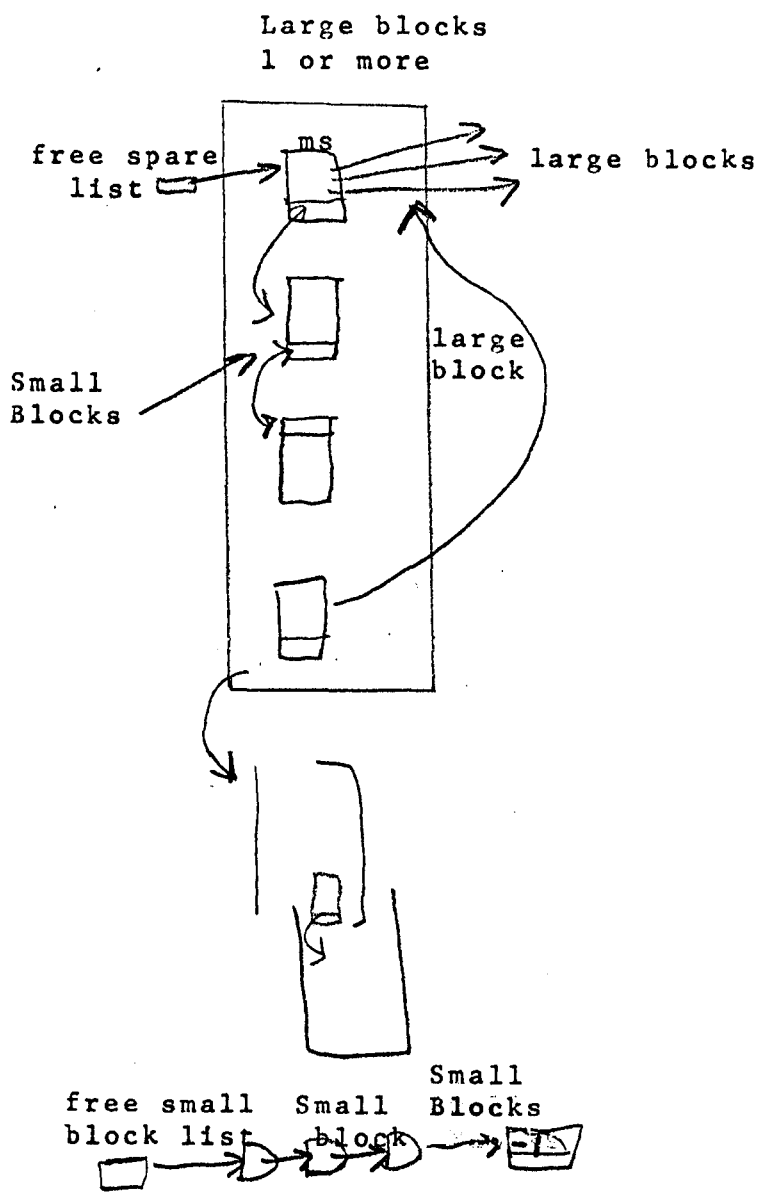 Large blocks
1 or more
ms
free spare
list
large blocks
large
block
Small
Blocks
free small
block list
Small
block
Small
Blocks